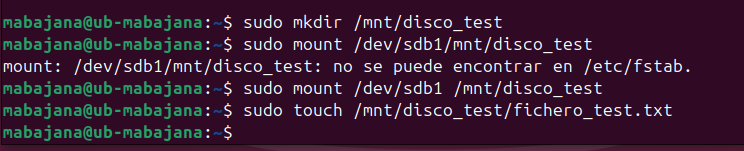 mabajana@ub-mabajana:~$ sudo mkdir /mnt/disco_test
mabajana@ub-mabajana:~$ sudo mount /dev/sdb1/mnt/disco_test
mount: /dev/sdb1/mnt/disco_test: no se puede encontrar en /etc/fstab.
mabajana@ub-mabajana:~$ sudo mount /dev/sdb1 /mnt/disco_test
mabajana@ub-mabajana:~$ sudo touch /mnt/disco_test/fichero_test.txt
mabajana@ub-mabajana:~$